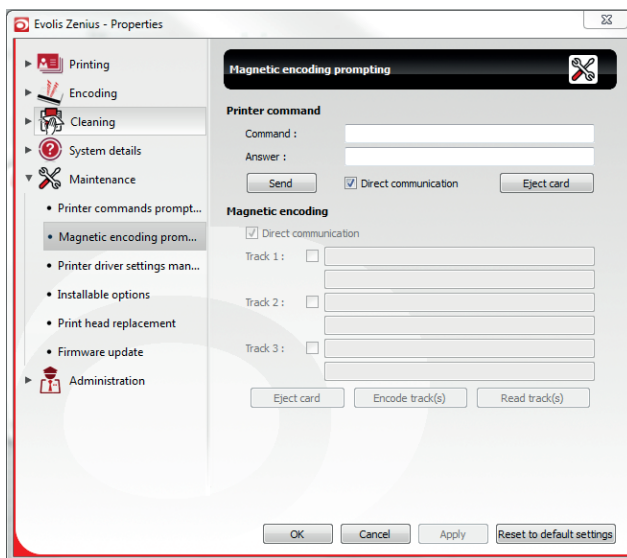 Evolis Zenius - Properties
Printing
Encoding
Cleaning
System details
Maintenance
• Printer commands prompt...
• Magnetic encoding prom...
• Printer driver settings man...
• Installable options
• Print head replacement
• Firmware update
Administration
Magnetic encoding prompting
Printer command
Command :
Answer :
Send
Direct communication
Eject card
Magnetic encoding
Direct communication
Track 1 :
Track 2 :
Track 3 :
Eject card
Encode track(s)
Read track(s)
OK
Cancel
Apply
Reset to default settings